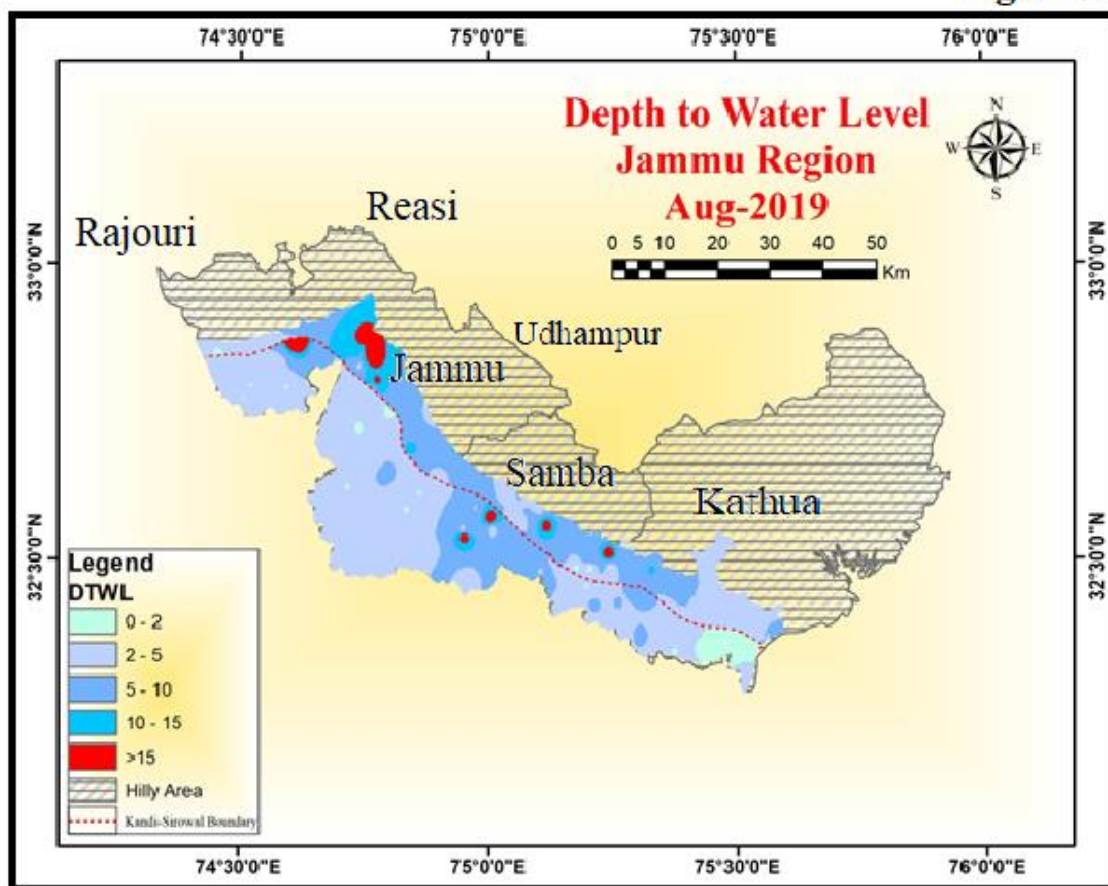 74°30'0"E 75°0'0"E 75°30'0"E 76°0'0"E
Depth to Water Level
Jammu Region
Aug-2019
N
W E
S
0 5 10 20 30 40 50
Km
Rajouri
Reasi
33°0'0"N
33°0'0"N
Udhampur
Jammu
Samba
Kathua
32°30'0"N
32°30'0"N
Legend
DTWL
0 - 2
2 - 5
5 - 10
10 - 15
>15
Hilly Area
Kandi-Sirowal Boundary
74°30'0"E 75°0'0"E 75°30'0"E 76°0'0"E